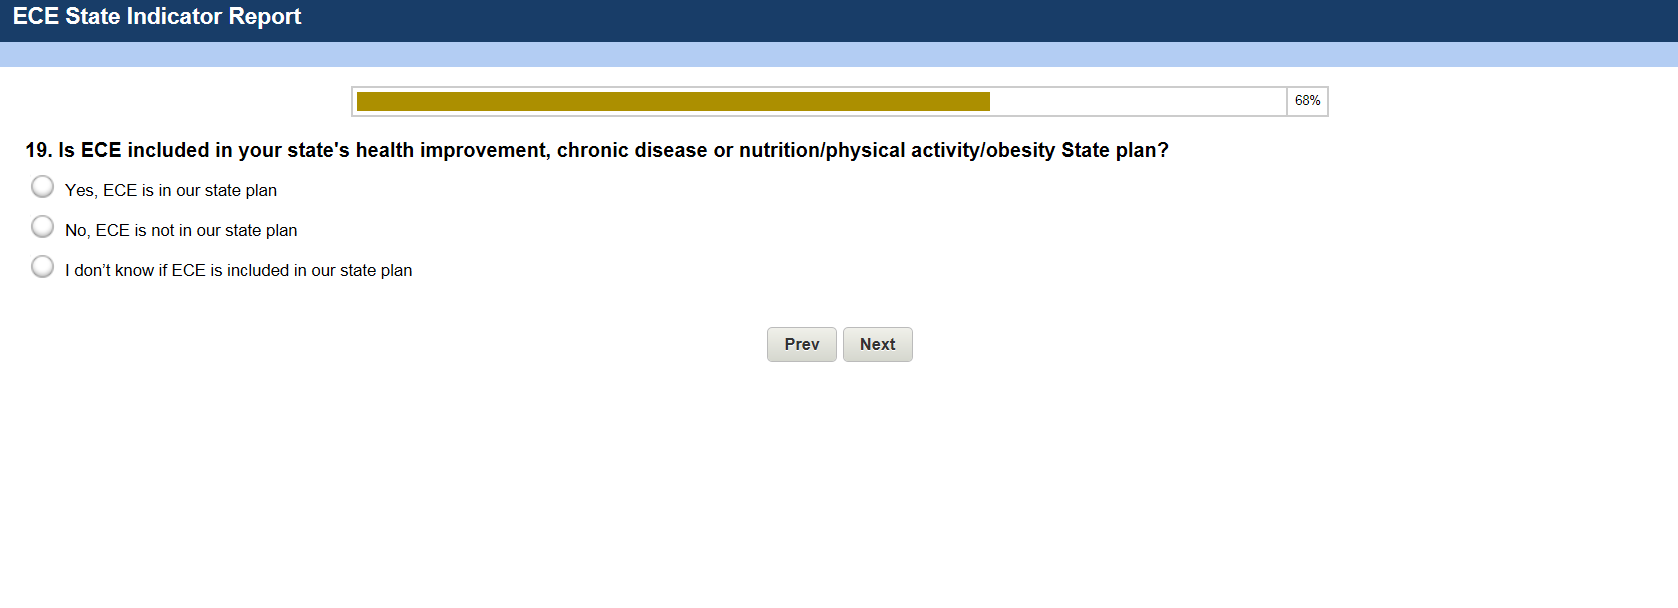 ECE State Indicator Report
68%
19. Is ECE included in your state's health improvement, chronic disease or nutrition/physical activity/obesity State plan?
Yes, ECE is in our state plan
No, ECE is not in our state plan
I don’t know if ECE is included in our state plan
Prev Next